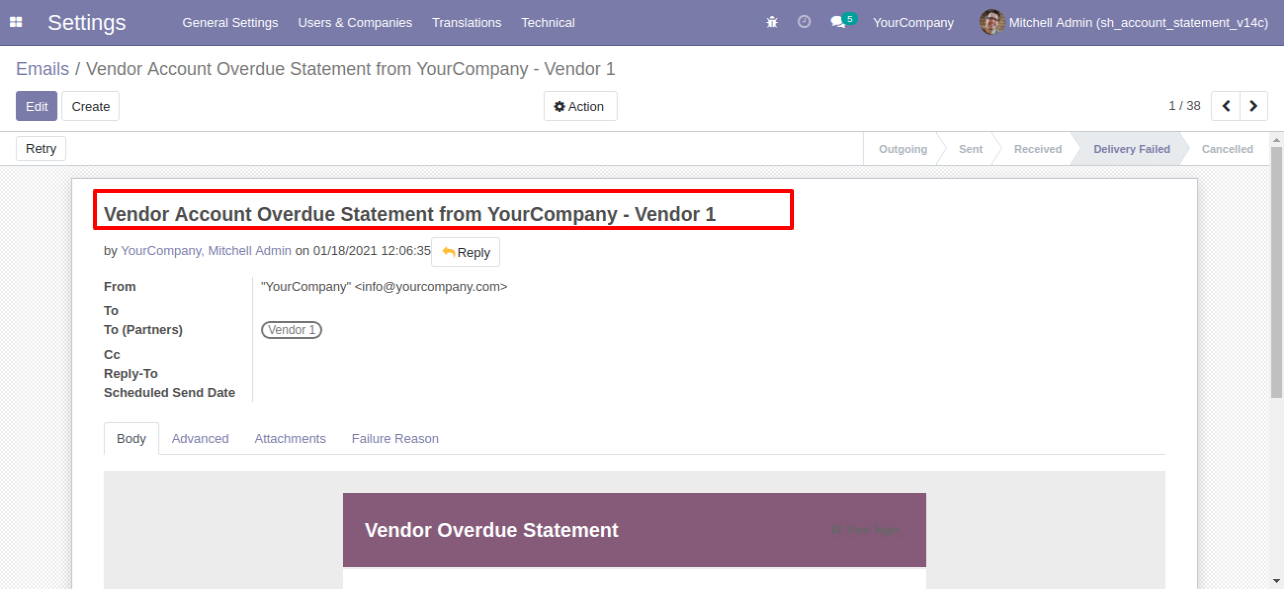 Settings General Settings Users & Companies Translations Technical 5 YourCompany Mitchell Admin (sh_account_statement_v14c)
Emails / Vendor Account Overdue Statement from YourCompany - Vendor 1
Edit Create Action 1 / 38
Retry Outgoing Sent Received Delivery Failed Cancelled
Vendor Account Overdue Statement from YourCompany - Vendor 1
by YourCompany, Mitchell Admin on 01/18/2021 12:06:35 Reply
From "YourCompany" <info@yourcompany.com>
To
To (Partners) Vendor 1
Cc
Reply-To
Scheduled Send Date
Body Advanced Attachments Failure Reason
Vendor Overdue Statement